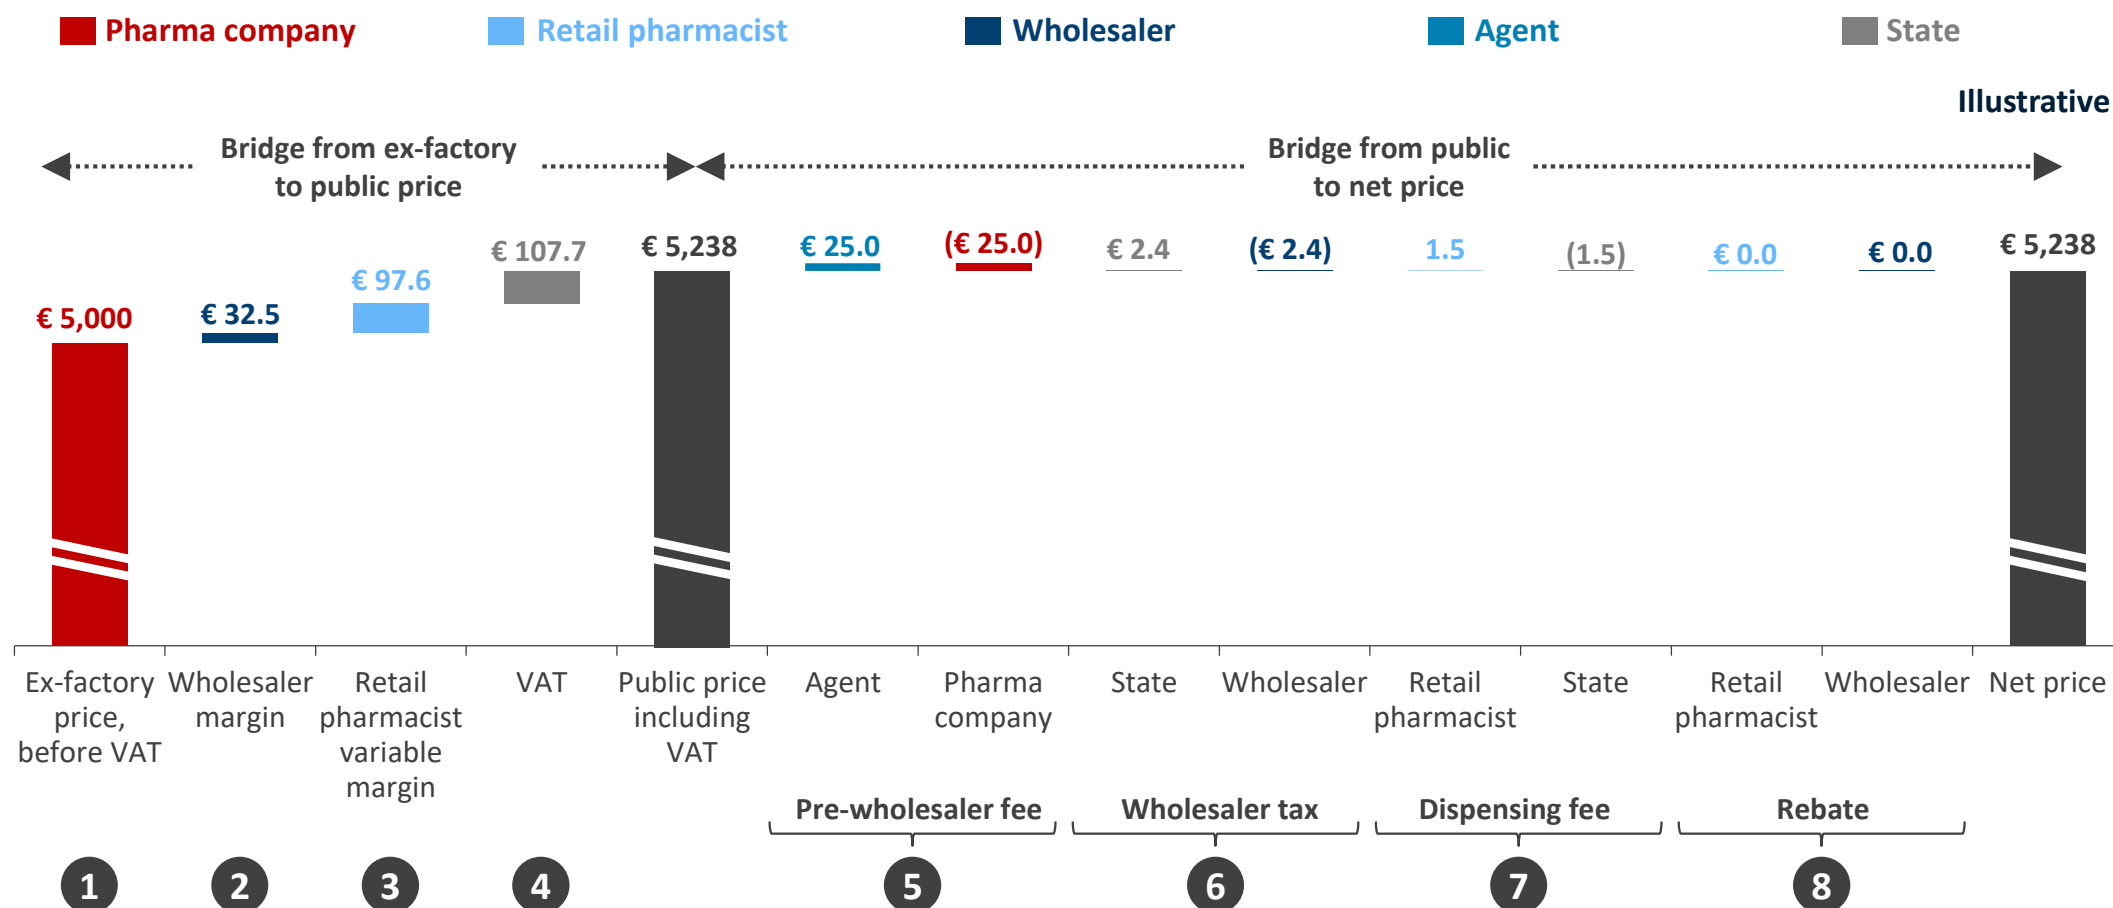 Pharma company
Retail pharmacist
Wholesaler
Agent
State
Illustrative
Bridge from ex-factory
to public price
Bridge from public
to net price
€ 5,000
€ 32.5
€ 97.6
€ 107.7
€ 5,238
€ 25.0
(€ 25.0)
€ 2.4
(€ 2.4)
1.5
(1.5)
€ 0.0
€ 0.0
€ 5,238
Ex-factory
price,
before VAT
Wholesaler
margin
Retail
pharmacist
variable
margin
VAT
Public price
including
VAT
Agent
Pharma
company
State
Wholesaler
Retail
pharmacist
State
Retail
pharmacist
Wholesaler
Net price
Pre-wholesaler fee
Wholesaler tax
Dispensing fee
Rebate
1
2
3
4
5
6
7
8